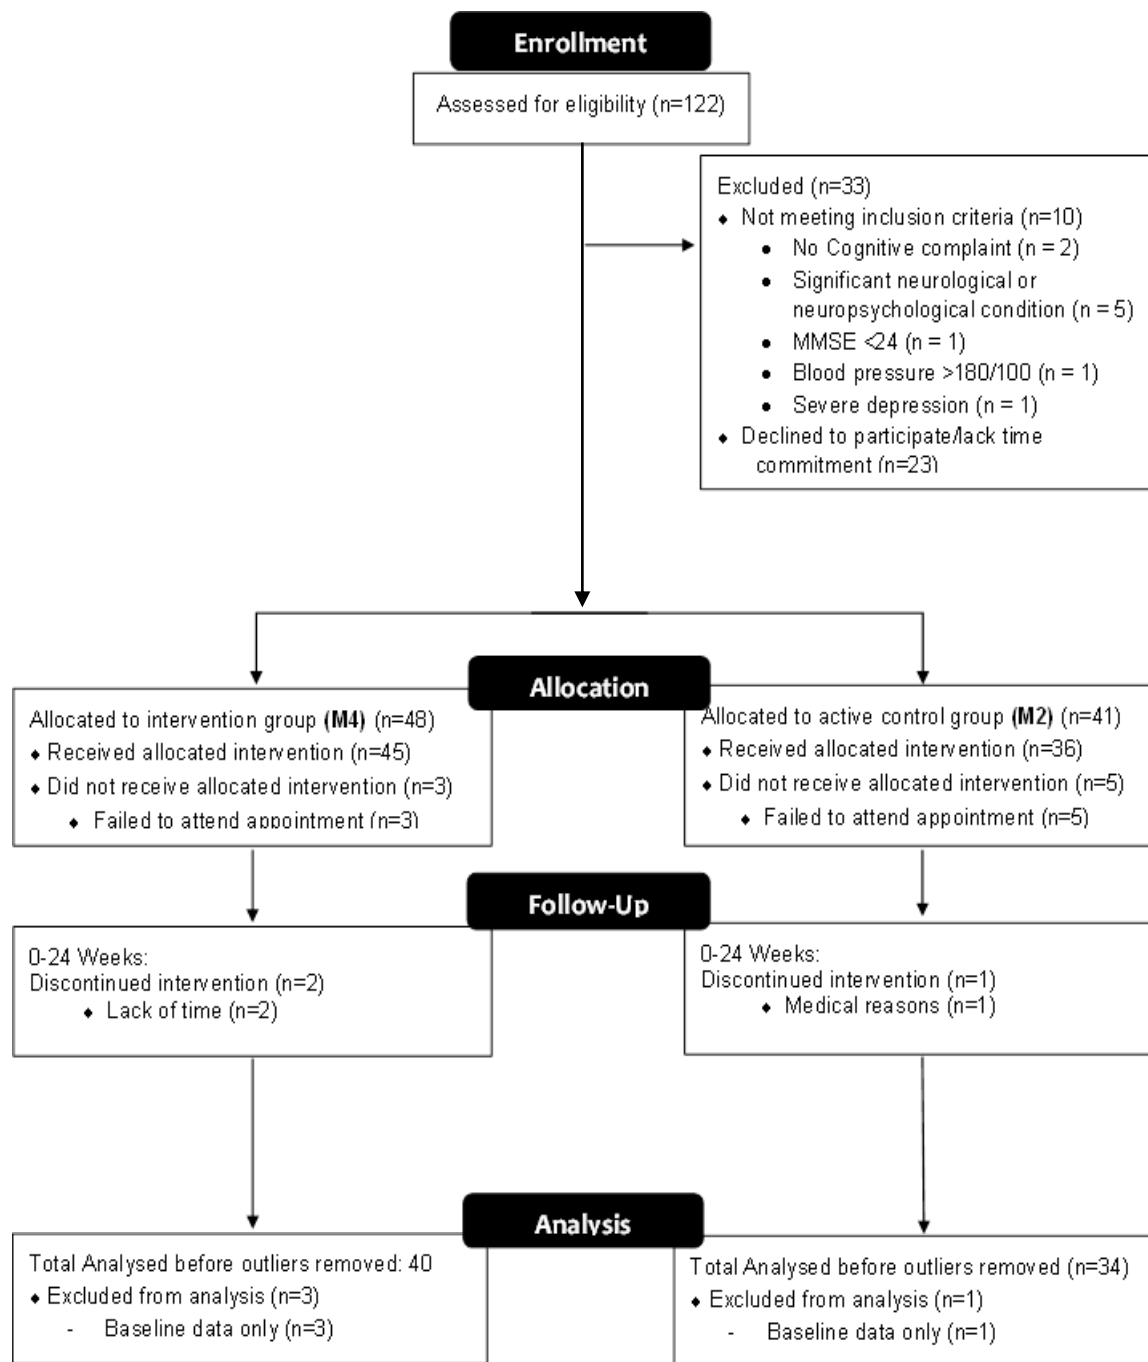 Enrollment
Assessed for eligibility (n=122)
Excluded (n=33)
♦ Not meeting inclusion criteria (n=10)
• No Cognitive complaint (n = 2)
• Significant neurological or
neuropsychological condition (n = 5)
• MMSE <24 (n = 1)
• Blood pressure >180/100 (n = 1)
• Severe depression (n = 1)
♦ Declined to participate/lack time
commitment (n=23)
Allocation
Allocated to intervention group (M4) (n=48)
♦ Received allocated intervention (n=45)
♦ Did not receive allocated intervention (n=3)
♦ Failed to attend appointment (n=3)
Allocated to active control group (M2) (n=41)
♦ Received allocated intervention (n=36)
♦ Did not receive allocated intervention (n=5)
♦ Failed to attend appointment (n=5)
Follow-Up
0-24 Weeks:
Discontinued intervention (n=2)
♦ Lack of time (n=2)
0-24 Weeks:
Discontinued intervention (n=1)
♦ Medical reasons (n=1)
Analysis
Total Analysed before outliers removed: 40
♦ Excluded from analysis (n=3)
- Baseline data only (n=3)
Total Analysed before outliers removed (n=34)
♦ Excluded from analysis (n=1)
- Baseline data only (n=1)